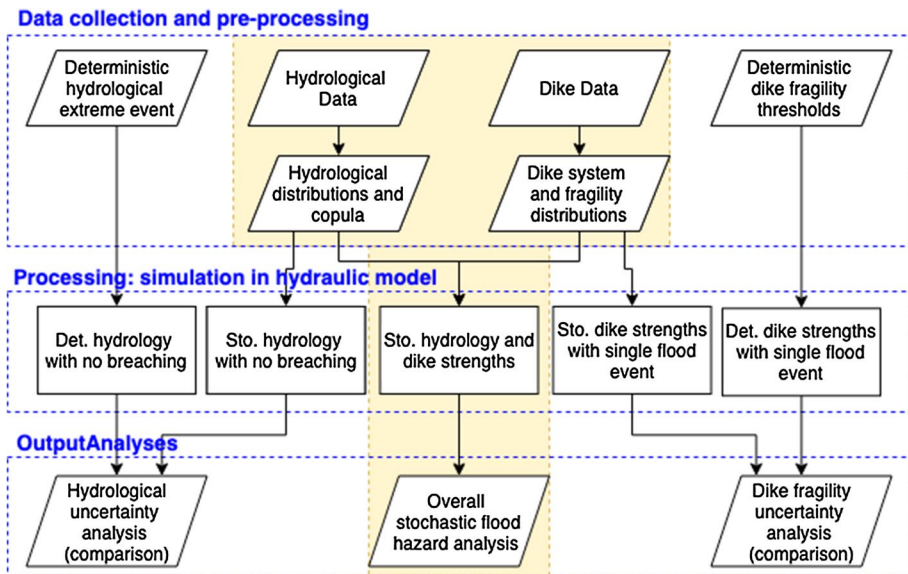 Data collection and pre-processing
Deterministic
hydrological
extreme event
Hydrological
Data
Dike Data
Deterministic
dike fragility
thresholds
Hydrological
distributions and
copula
Dike system
and fragility
distributions
Processing: simulation in hydraulic model
Det. hydrology
with no breaching
Sto. hydrology
with no breaching
Sto. hydrology and
dike strengths
Sto. dike strengths
with single flood
event
Det. dike strengths
with single flood
event
OutputAnalyses
Hydrological
uncertainty
analysis
(comparison)
Overall
stochastic flood
hazard analysis
Dike fragility
uncertainty
analysis
(comparison)